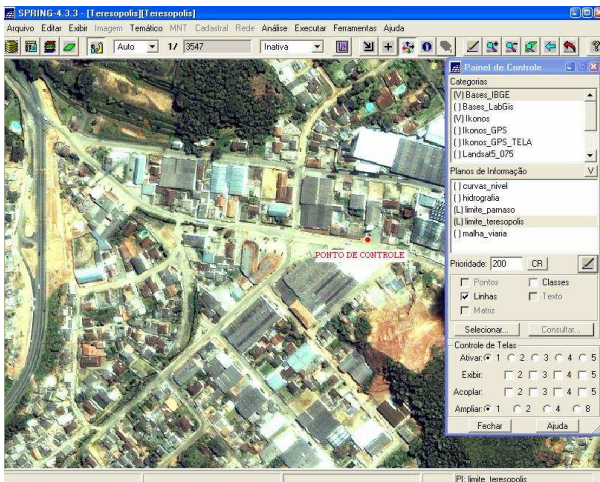 SPRING-4.3.3 - [Teresopolis][Teresopolis]
Arquivo Editar Exibir Imagem Temático MNT Cadastral Rede Análise Executar Ferramentas Ajuda
Auto 1/ 3547 Inativa
Painel de Controle
Categorias
(V) Bases_IBGE
( ) Bases_LabGis
(V) Ikonos
( ) Ikonos_GPS
( ) Ikonos_GPS_TELA
( ) Landsat5_075
Planos de Informação V
( ) curvas_nivel
( ) hidrografia
(L) limite_parnaso
(L) limite_teresopolis
( ) malha_viaria
Prioridade: 200 CR
Pontos Classes
Linhas Texto
Matriz
Selecionar... Consultar...
Controle de Telas
Ativar: 1 2 3 4 5
Exibir: 2 3 4 5
Acoplar: 2 3 4 5
Ampliar: 1 2 4 8
Fechar Ajuda
PONTO DE CONTROLE
PI: limite_teresopolis